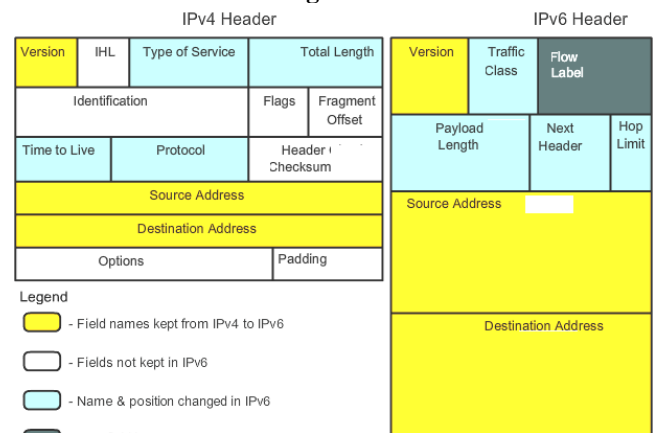 IPv4 Header
IPv6 Header
Version IHL Type of Service Total Length
Identification Flags Fragment Offset
Time to Live Protocol Header
Checksum
Source Address
Destination Address
Options Padding
Version Traffic Class Flow Label
Payload Length Next Header Hop Limit
Source Address
Destination Address
Legend
- Field names kept from IPv4 to IPv6
- Fields not kept in IPv6
- Name & position changed in IPv6